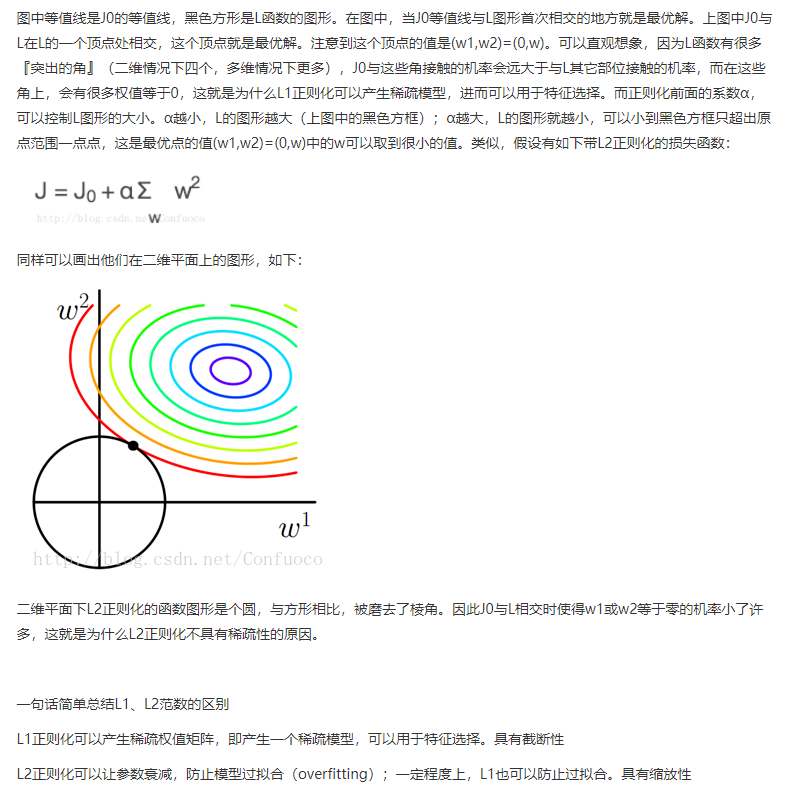 图中等值线是J0的等值线，黑色方形是L函数的图形。在图中，当J0等值线与L图形首次相交的地方就是最优解。上图中J0与
L在L的一个顶点处相交，这个顶点就是最优解。注意到这个顶点的值是(w1,w2)=(0,w)。可以直观想象，因为L函数有很多
『突出的角』（二维情况下四个，多维情况下更多），J0与这些角接触的机率会远大于与L其它部位接触的机率，而在这些
角上，会有很多权值等于0，这就是为什么L1正则化可以产生稀疏模型，进而可以用于特征选择。而正则化前面的系数α，
可以控制L图形的大小。α越小，L的图形越大（上图中的黑色方框）；α越大，L的图形就越小，可以小到黑色方框只超出原
点范围一点点，这是最优点的值(w1,w2)=(0,w)中的w可以取到很小的值。类似，假设有如下带L2正则化的损失函数：
J = J0 + αΣ w²
http://blog.csdn.net/Confuoco
w
同样可以画出他们在二维平面上的图形，如下：
w²
w¹
http://blog.csdn.net/Confuoco
二维平面下L2正则化的函数图形是个圆，与方形相比，被磨去了棱角。因此J0与L相交时使得w1或w2等于零的机率小了许
多，这就是为什么L2正则化不具有稀疏性的原因。
一句话简单总结L1、L2范数的区别
L1正则化可以产生稀疏权值矩阵，即产生一个稀疏模型，可以用于特征选择。具有截断性
L2正则化可以让参数衰减，防止模型过拟合（overfitting）；一定程度上，L1也可以防止过拟合。具有缩放性